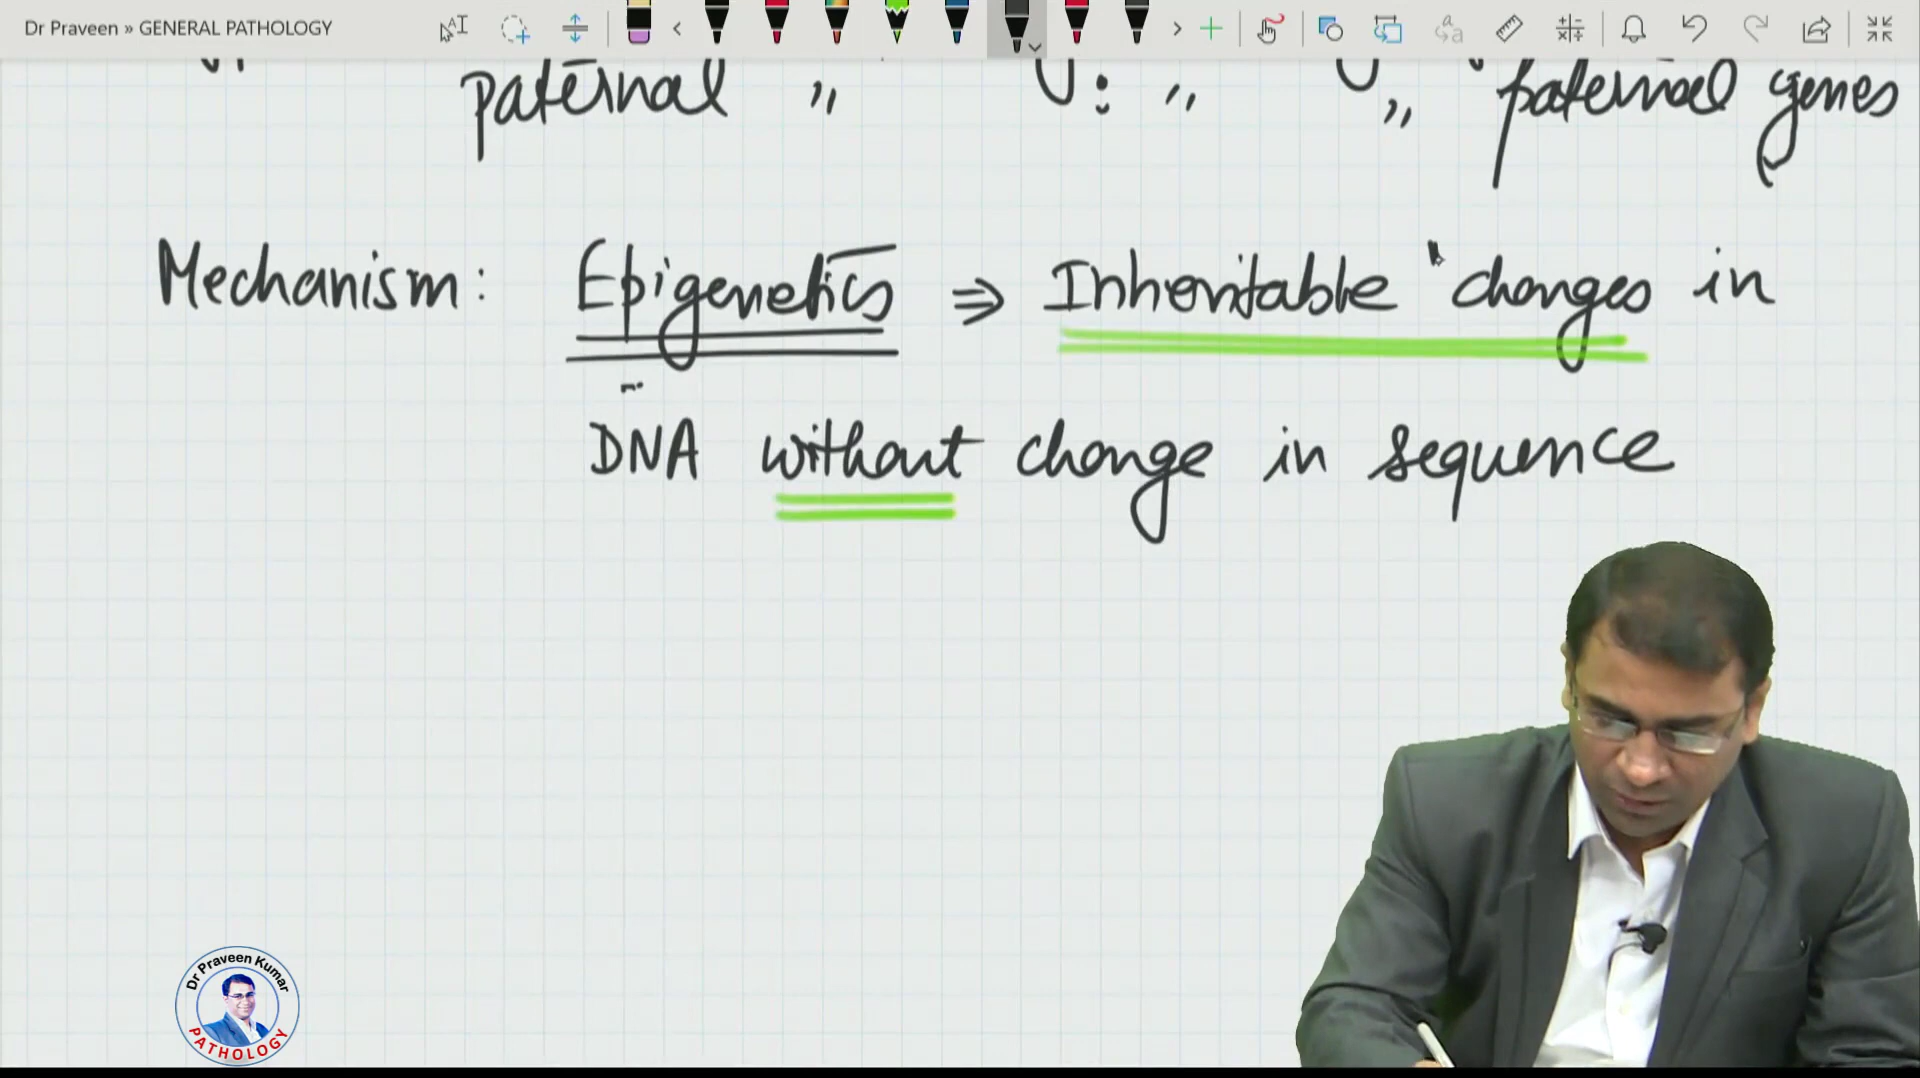 Dr Praveen » GENERAL PATHOLOGY
paternal 〃 : 〃 〃 paternal genes
Mechanism: Epigenetics ⇒ Inheritable changes in
DNA without change in sequence
Dr Praveen Kumar
PATHOLOGY